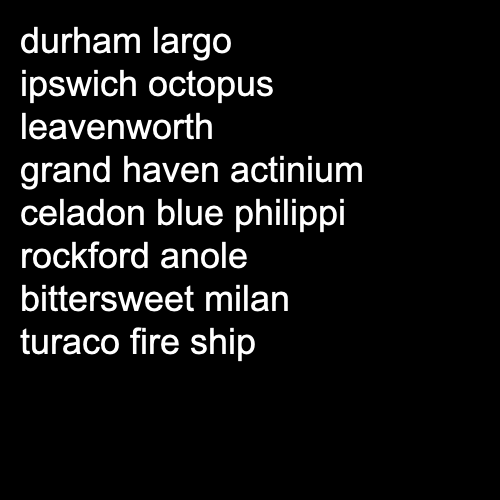 durham largo
ipswich octopus
leavenworth
grand haven actinium
celadon blue philippi
rockford anole
bittersweet milan
turaco fire ship